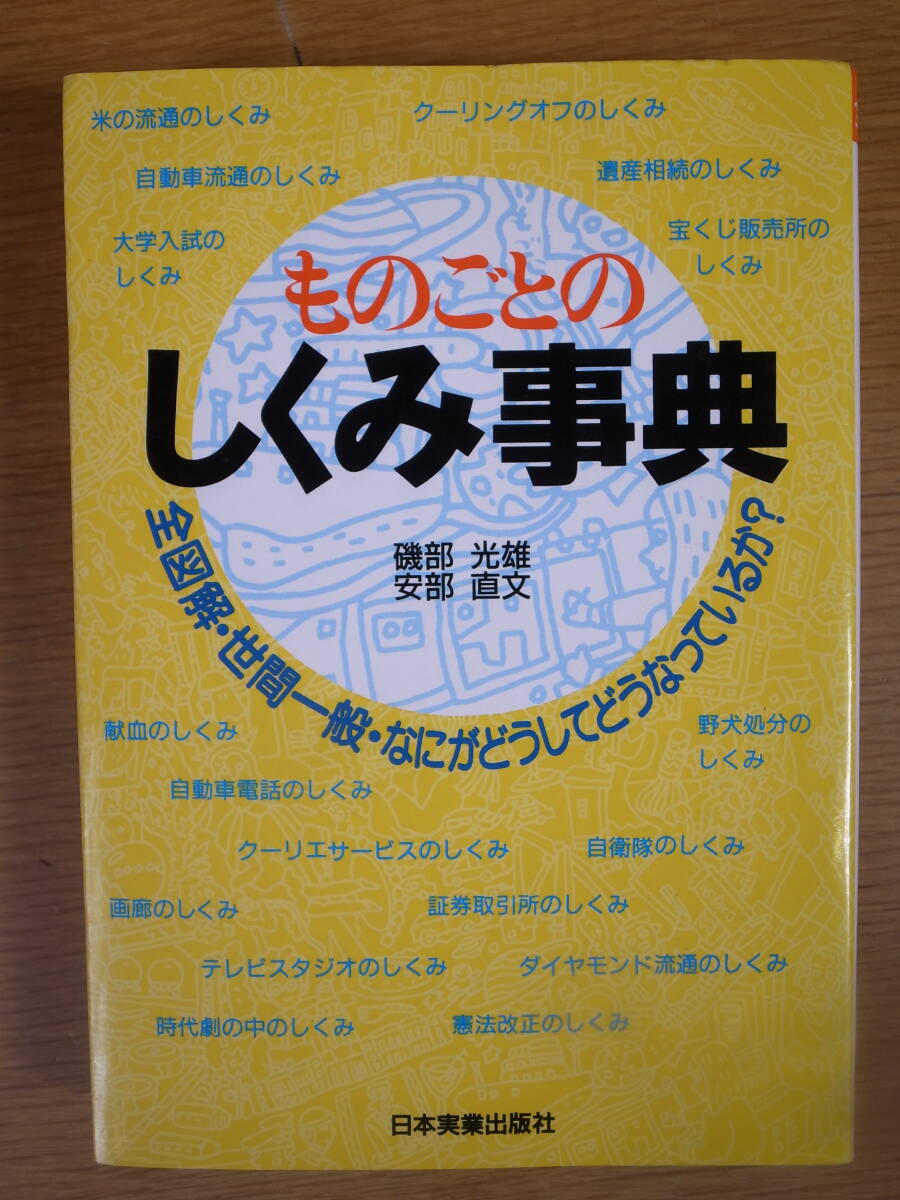 米の流通のしくみ
クーリングオフのしくみ
自動車流通のしくみ
遺産相続のしくみ
大学入試の
しくみ
宝くじ販売所の
しくみ
ものごとの
しくみ事典
全図解・世間一般・なにがどうしてどうなっているか?
磯部 光雄
安部 直文
献血のしくみ
野犬処分の
しくみ
自動車電話のしくみ
クーリエサービスのしくみ
自衛隊のしくみ
画廊のしくみ
証券取引所のしくみ
テレビスタジオのしくみ
ダイヤモンド流通のしくみ
時代劇の中のしくみ
憲法改正のしくみ
日本実業出版社